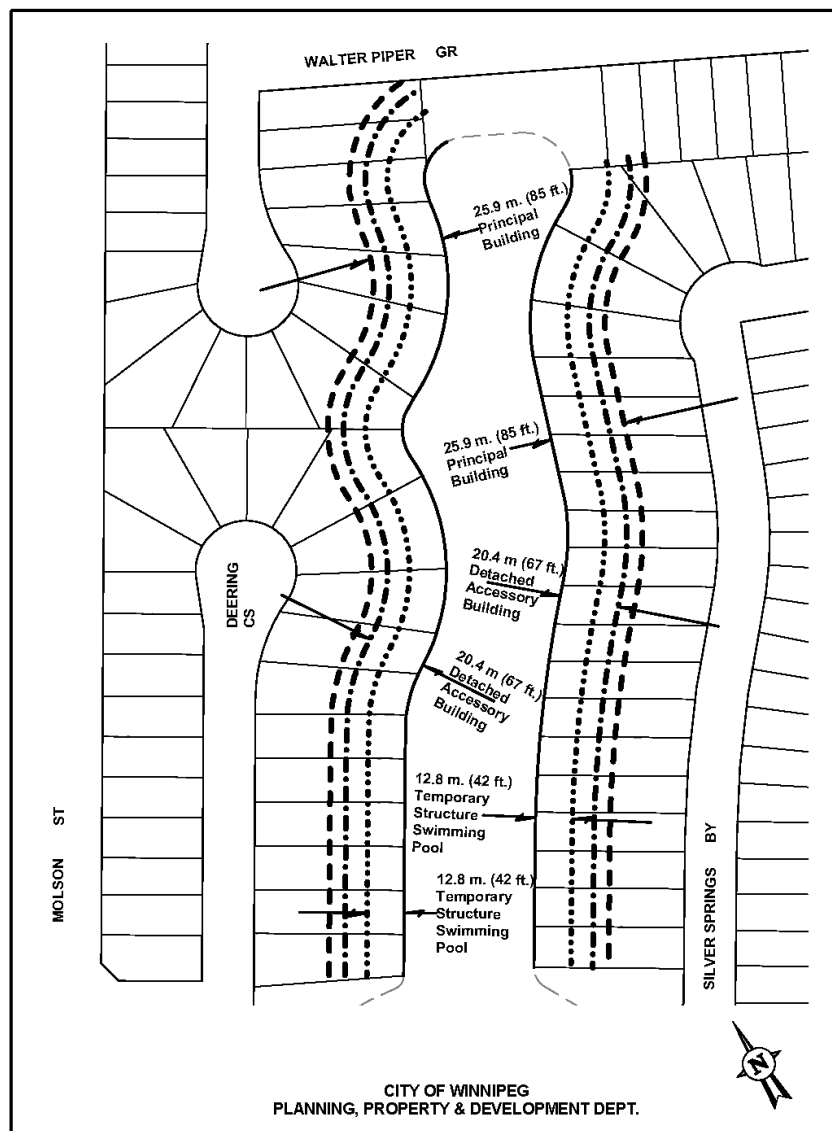 WALTER PIPER GR
25.9 m. (85 ft.)
Principal
Building
25.9 m. (85 ft.)
Principal
Building
20.4 m (67 ft.)
Detached
Accessory
Building
DEERING
CS
20.4 m (67 ft.)
Detached
Accessory
Building
12.8 m. (42 ft.)
Temporary
Structure
Swimming
Pool
MOLSON ST
SILVER SPRINGS BY
12.8 m. (42 ft.)
Temporary
Structure
Swimming
Pool
N
CITY OF WINNIPEG
PLANNING, PROPERTY & DEVELOPMENT DEPT.